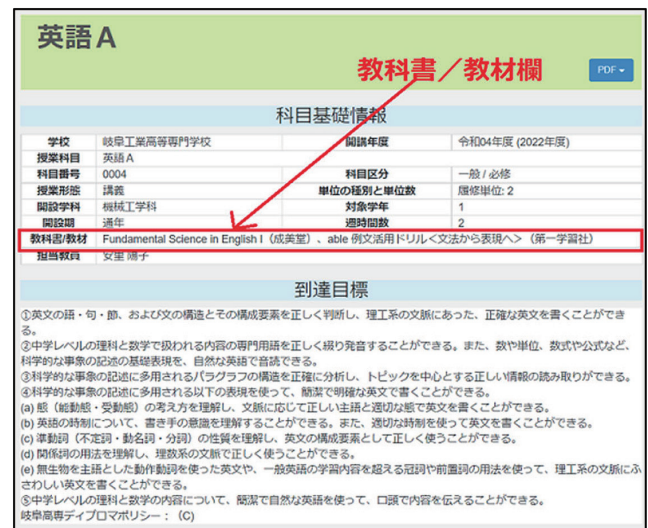 英語A
教科書／教材欄
PDF
科目基礎情報
学校 岐阜工業高等専門学校 開講年度 令和04年度 (2022年度)
授業科目 英語A
科目番号 0004 科目区分 一般 / 必修
授業形態 講義 単位の種別と単位数 履修単位: 2
開設学科 機械工学科 対象学年 1
開設期 通年 週時間数 2
教科書/教材 Fundamental Science in English I（成美堂）、able 例文活用ドリル＜文法から表現へ＞（第一学習社）
担当教員 安里 陽子
到達目標
①英文の語・句・節、および文の構造とその構成要素を正しく判断し、理工系の文脈にあった、正確な英文を書くことができ
る。
②中学レベルの理科と数学で扱われる内容の専門用語を正しく綴り発音することができる。また、数や単位、数式や公式など、
科学的な事象の記述の基礎表現を、自然な英語で音読できる。
③科学的な事象の記述に多用されるパラグラフの構造を正確に分析し、トピックを中心とする正しい情報の読み取りができる。
④科学的な事象の記述に多用される以下の表現を使って、簡潔で明確な英文で書くことができる。
(a) 態（能動態・受動態）の考え方を理解し、文脈に応じて正しい主語と適切な態で英文を書くことができる。
(b) 英語の時制について、書き手の意識を理解することができる。また、適切な時制を使って英文を書くことができる。
(c) 準動詞（不定詞・動名詞・分詞）の性質を理解し、英文の構成要素として正しく使うことができる。
(d) 関係詞の用法を理解し、理数系の文脈で正しく使うことができる。
(e) 無生物を主語とした動作動詞を使った英文や、一般英語の学習内容を超える冠詞や前置詞の用法を使って、理工系の文脈にふ
さわしい英文を書くことができる。
⑤中学レベルの理科と数学の内容について、簡潔で自然な英語を使って、口頭で内容を伝えることができる。
岐阜高専ディプロマポリシー：（C)